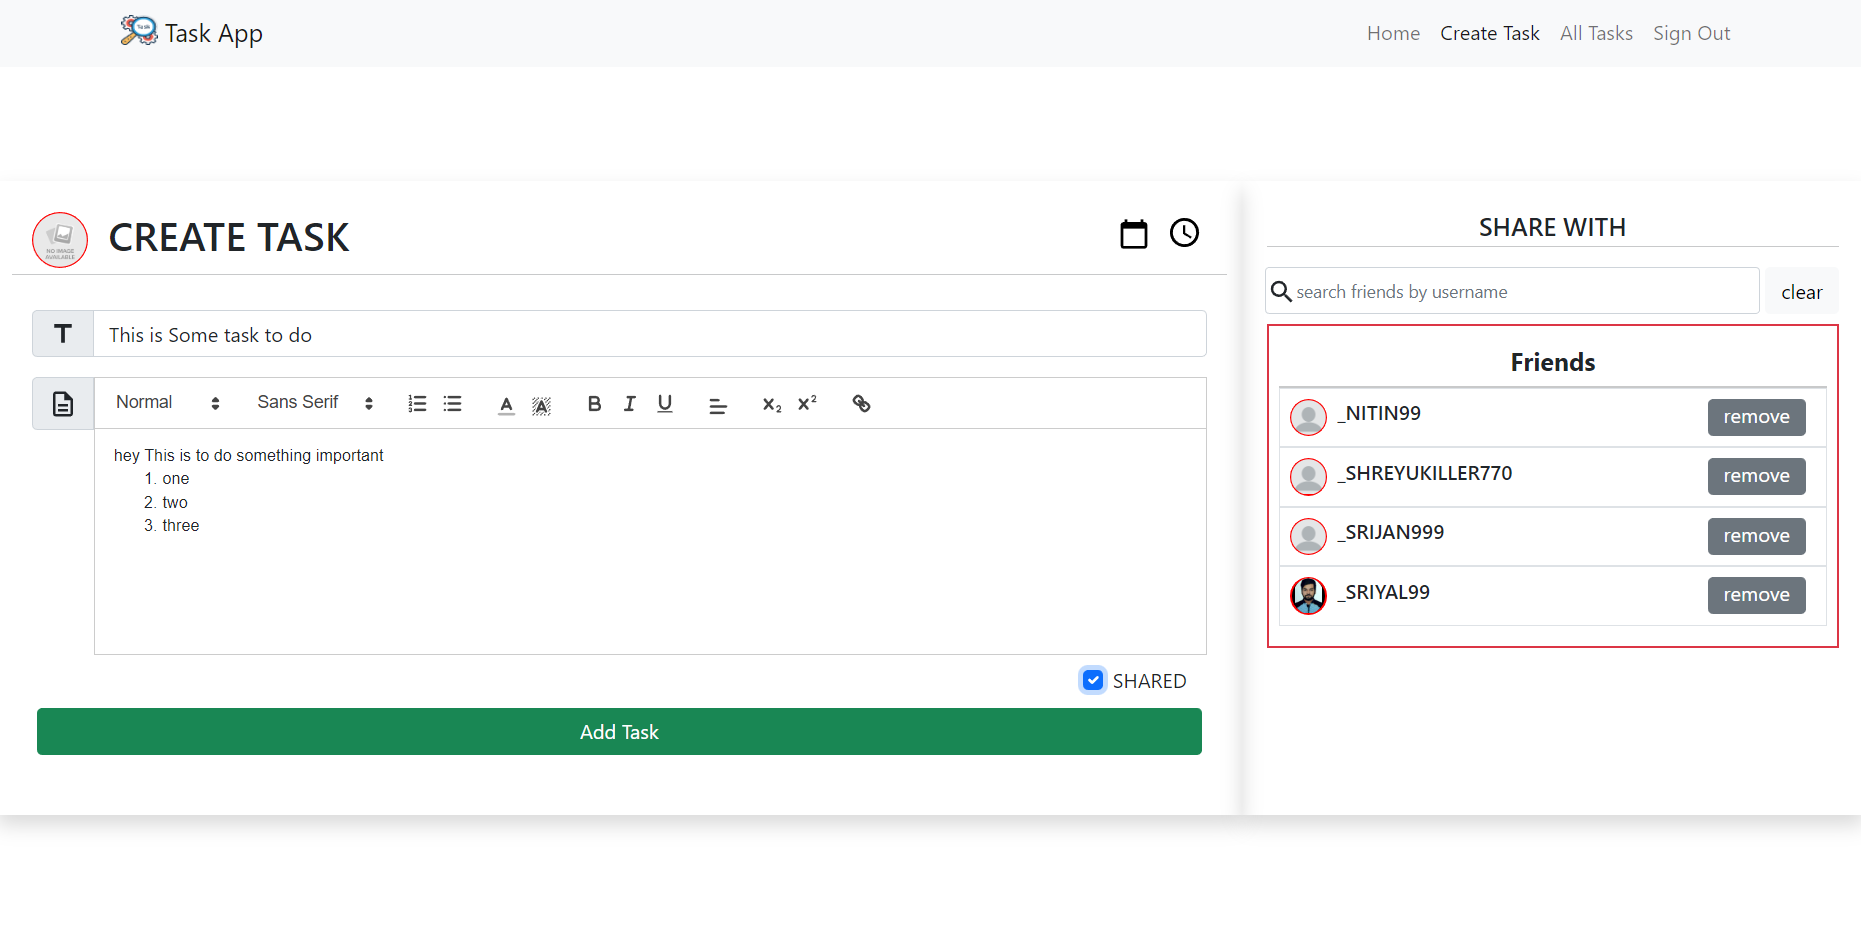 Task App
Home Create Task All Tasks Sign Out
NO IMAGE
AVAILABLE
CREATE TASK
This is Some task to do
Normal Sans Serif
hey This is to do something important
1. one
2. two
3. three
SHARED
Add Task
SHARE WITH
search friends by username clear
Friends
_NITIN99 remove
_SHREYUKILLER770 remove
_SRIJAN999 remove
_SRIYAL99 remove